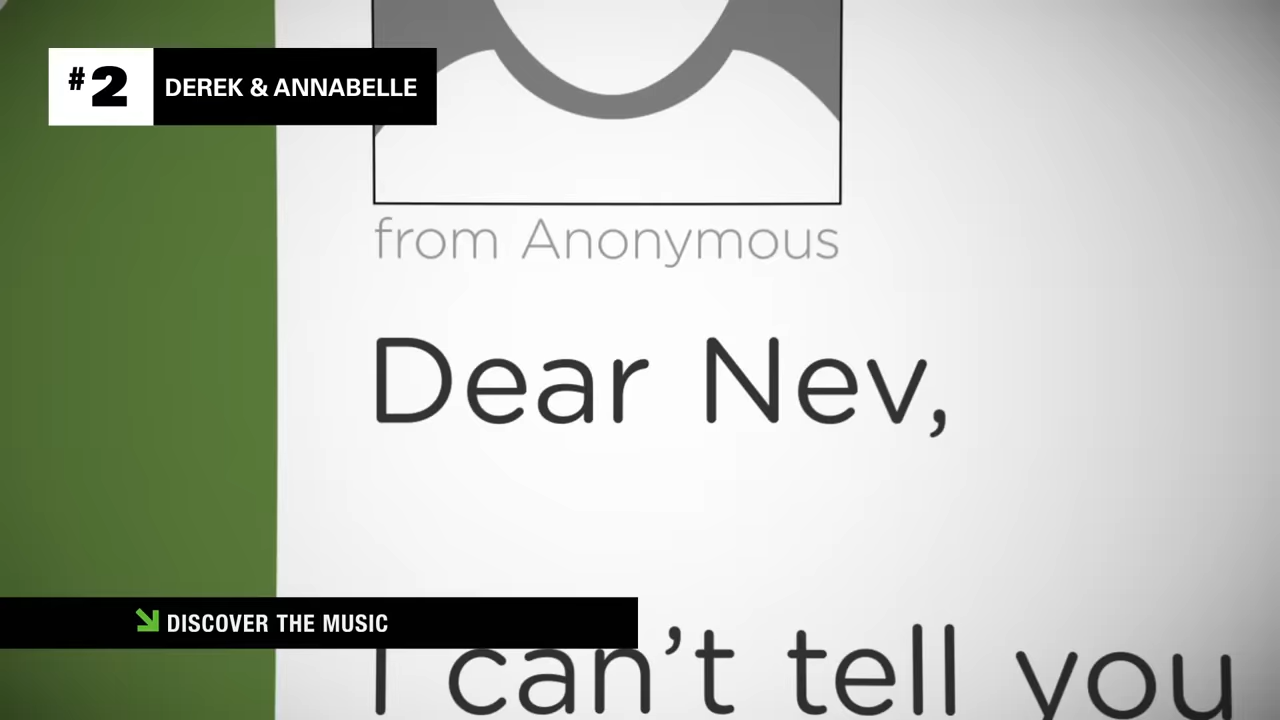 #2 DEREK & ANNABELLE
from Anonymous
Dear Nev,
DISCOVER THE MUSIC
I can't tell you